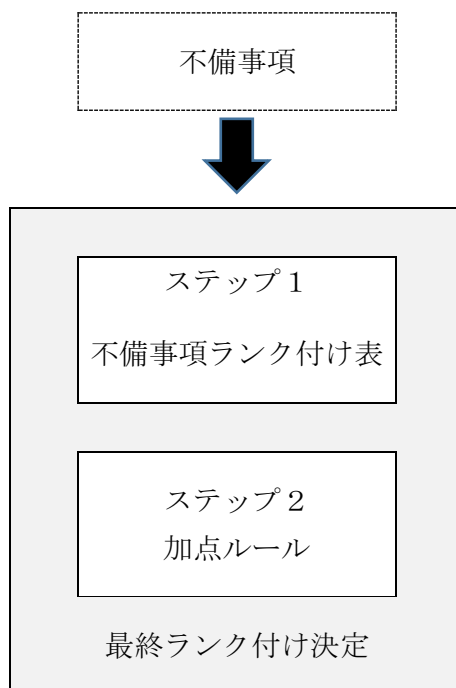 不備事項
ステップ１
不備事項ランク付け表
ステップ２
加点ルール
最終ランク付け決定